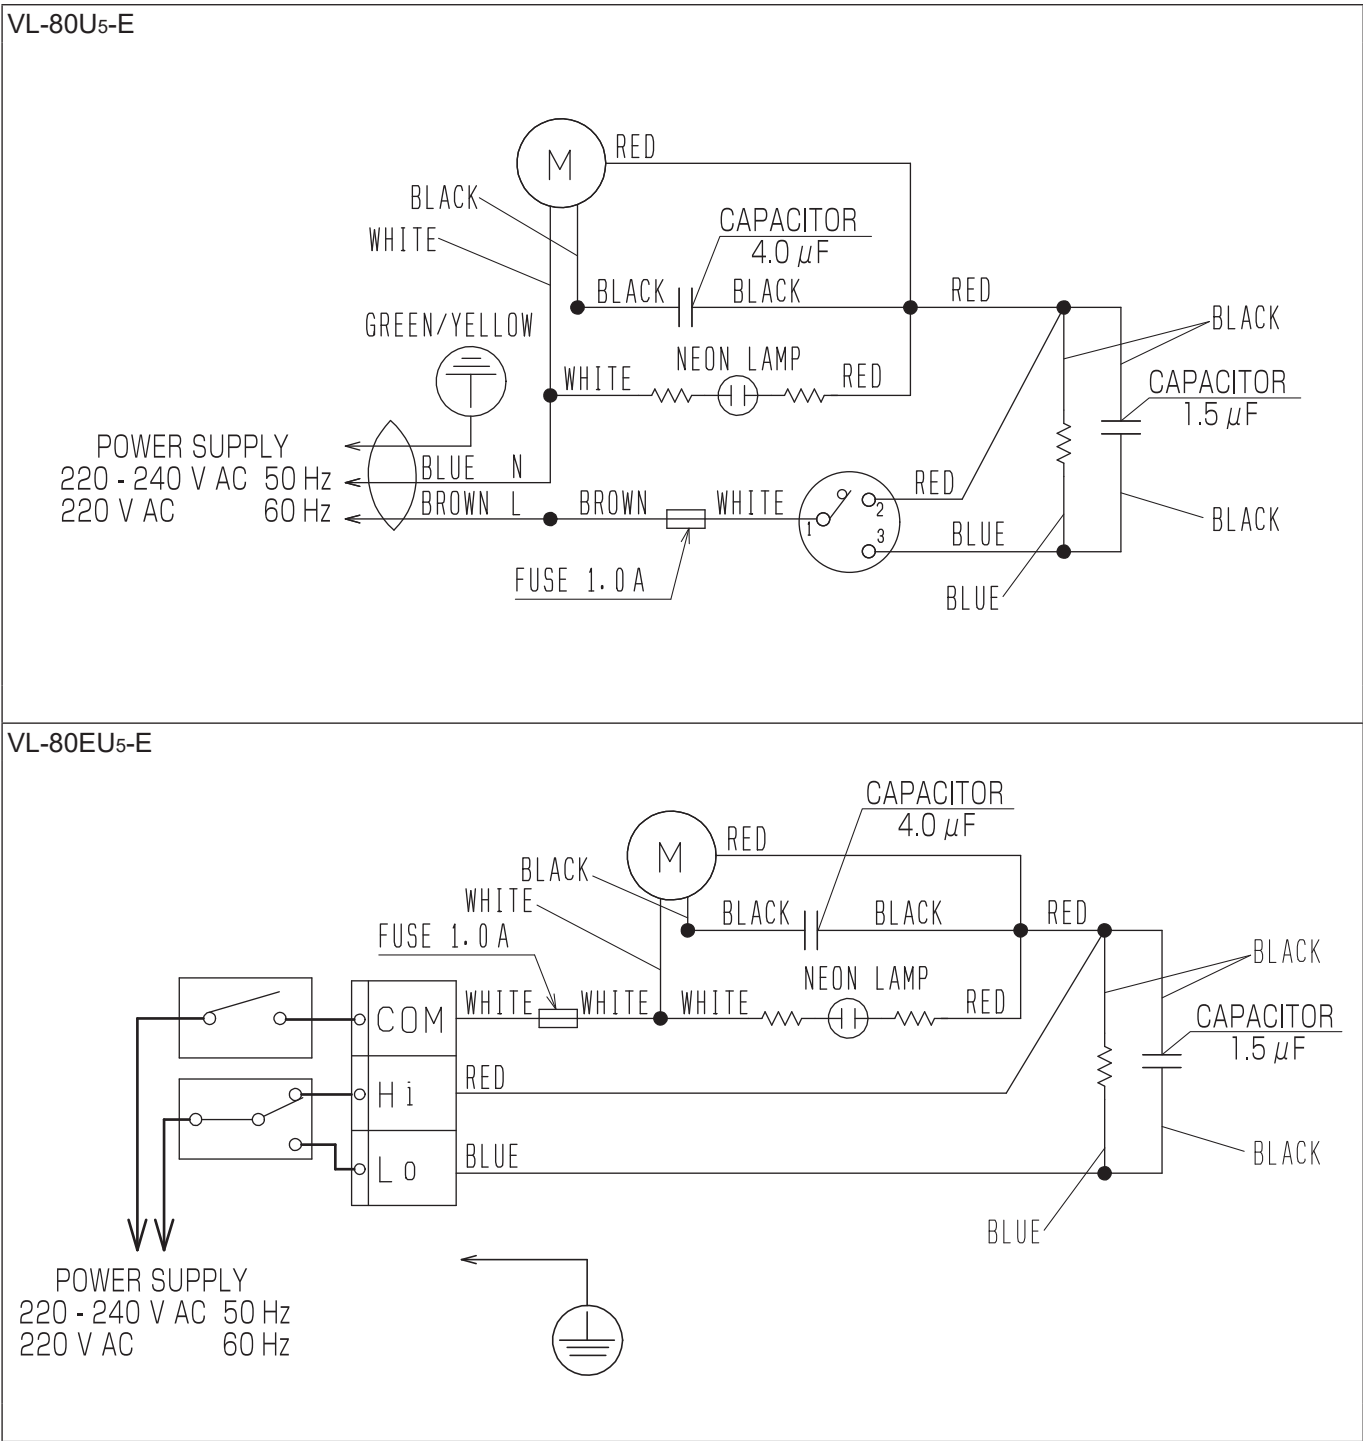 VL-80U5-E
M
RED
BLACK
WHITE
CAPACITOR
4.0 μF
BLACK
BLACK
RED
BLACK
GREEN/YELLOW
NEON LAMP
WHITE
RED
CAPACITOR
1.5 μF
POWER SUPPLY
220 - 240 V AC 50 Hz
220 V AC 60 Hz
BLUE N
BROWN L
BROWN
WHITE
1
2
3
RED
BLUE
BLACK
FUSE 1.0A
BLUE
VL-80EU5-E
CAPACITOR
4.0 μF
M
RED
BLACK
WHITE
BLACK
BLACK
RED
FUSE 1.0A
BLACK
NEON LAMP
WHITE
WHITE
WHITE
RED
CAPACITOR
1.5 μF
COM
Hi
RED
Lo
BLUE
BLACK
BLUE
POWER SUPPLY
220 - 240 V AC 50 Hz
220 V AC 60 Hz